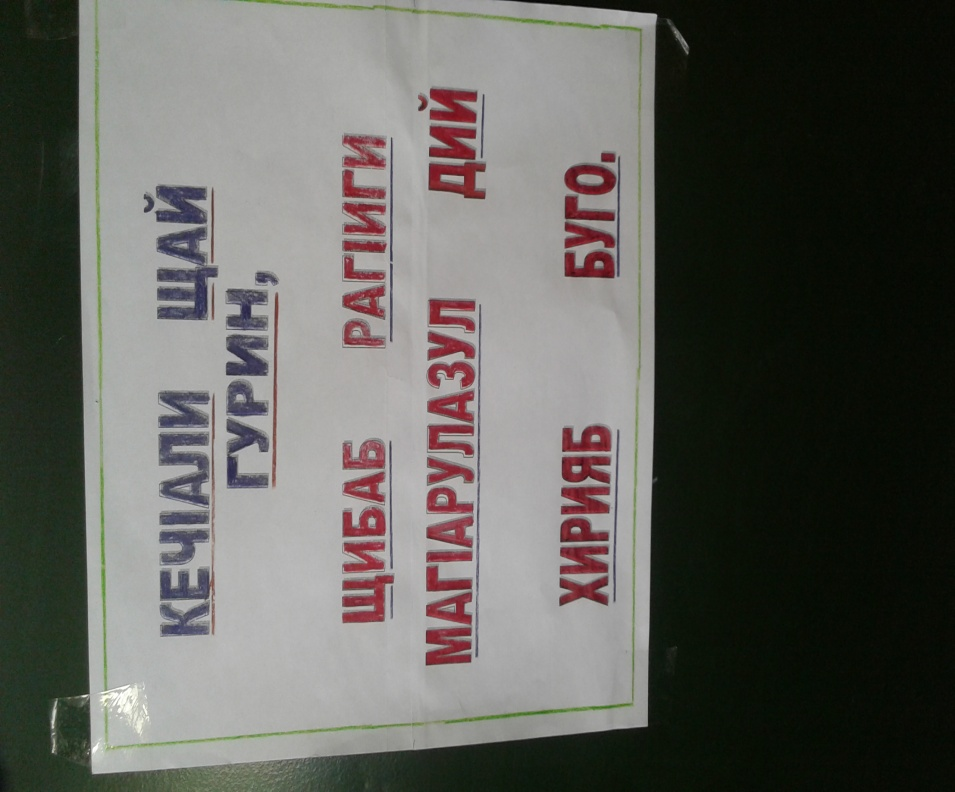 КЕЧIАЛИ ЩАЙ
ГУРИН,
ЩИБАБ РАГIИГИ
МАГIАРУЛАЗУЛ ДИЙ
ХИРИЯБ БУГО.